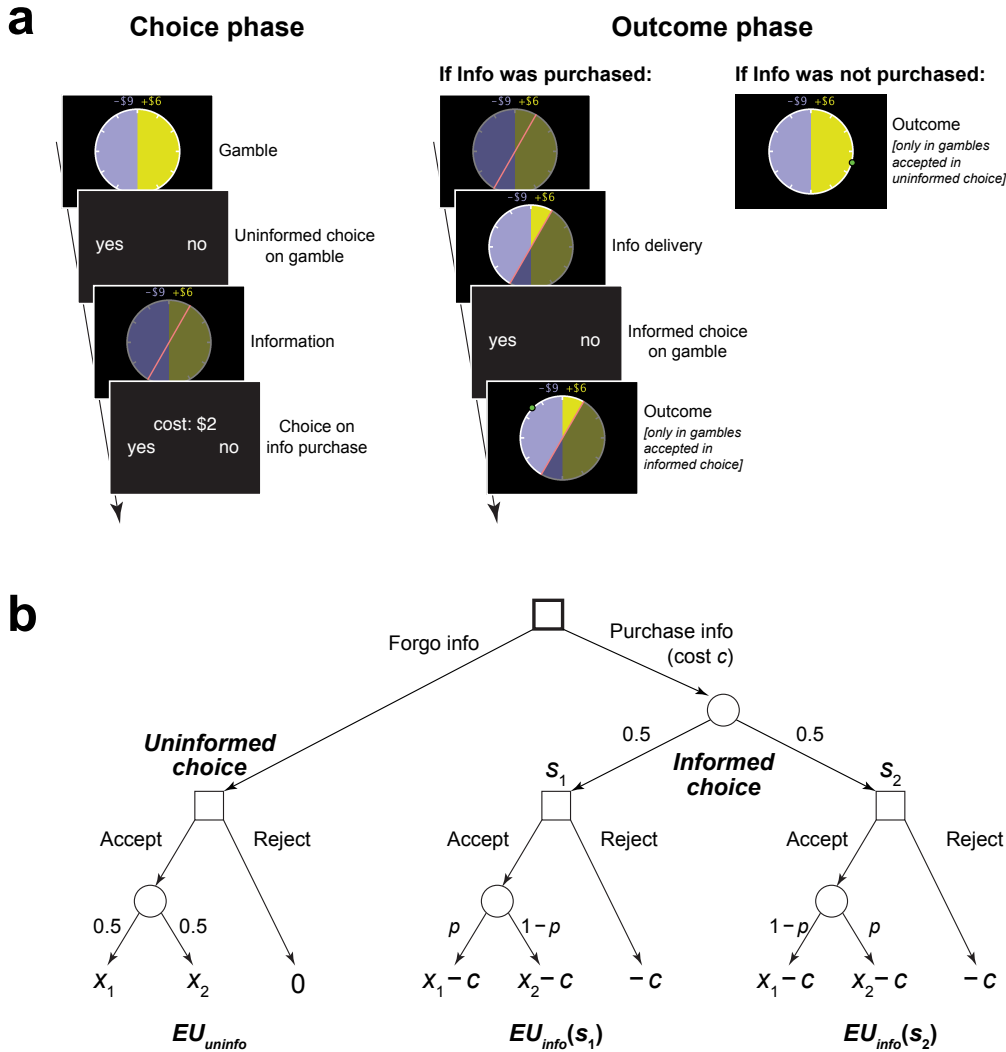 a
Choice phase
Outcome phase
If Info was purchased:
If Info was not purchased:
−$9 +$6
Gamble
Uninformed choice
on gamble
yes no
−$9 +$6
Information
cost: $2
yes no
Choice on
info purchase
−$9 +$6
−$9 +$6
Info delivery
yes no
Informed choice
on gamble
−$9 +$6
Outcome
[only in gambles
accepted in
informed choice]
−$9 +$6
Outcome
[only in gambles
accepted in
uninformed choice]
b
Forgo info
Purchase info
(cost c)
0.5
0.5
Uninformed
choice
Informed
choice
s₁
s₂
Accept
Reject
Accept
Reject
Accept
Reject
0.5 0.5
p 1 − p
1 − p p
x₁ x₂ 0
x₁ − c x₂ − c − c
x₁ − c x₂ − c − c
EUuninfo
EUinfo(s₁)
EUinfo(s₂)